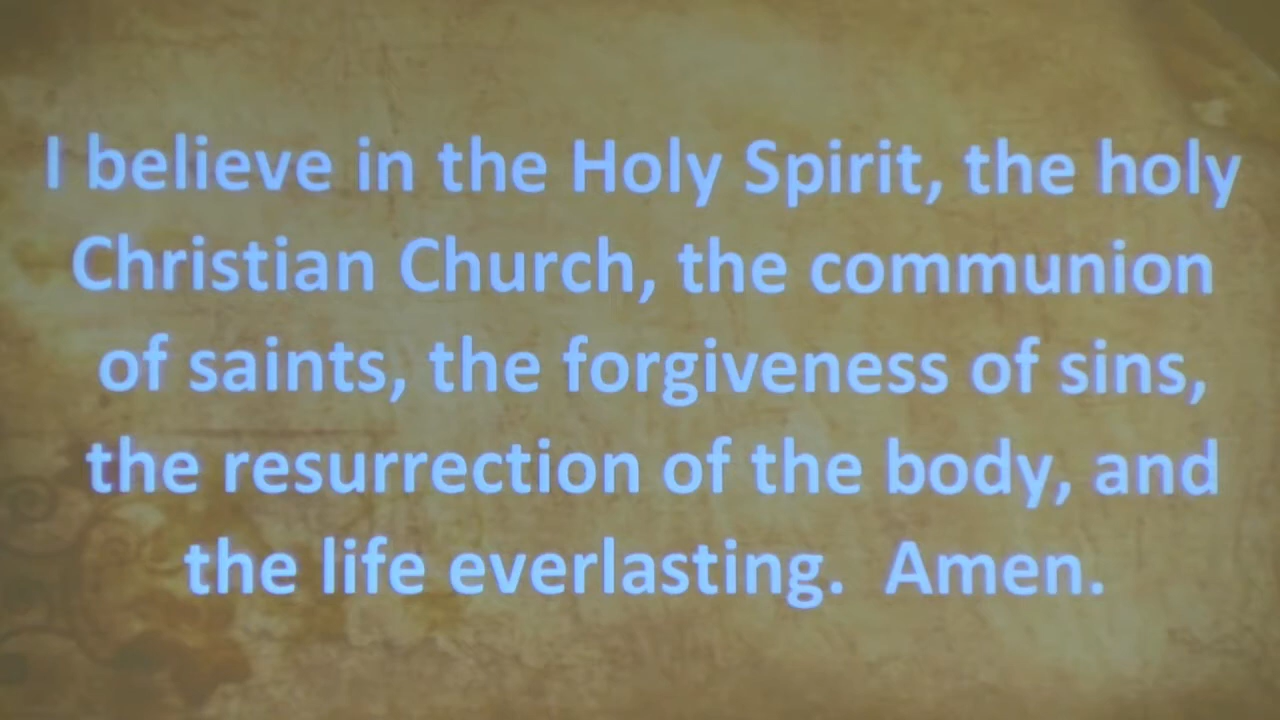 I believe in the Holy Spirit, the holy
Christian Church, the communion
of saints, the forgiveness of sins,
the resurrection of the body, and
the life everlasting.  Amen.